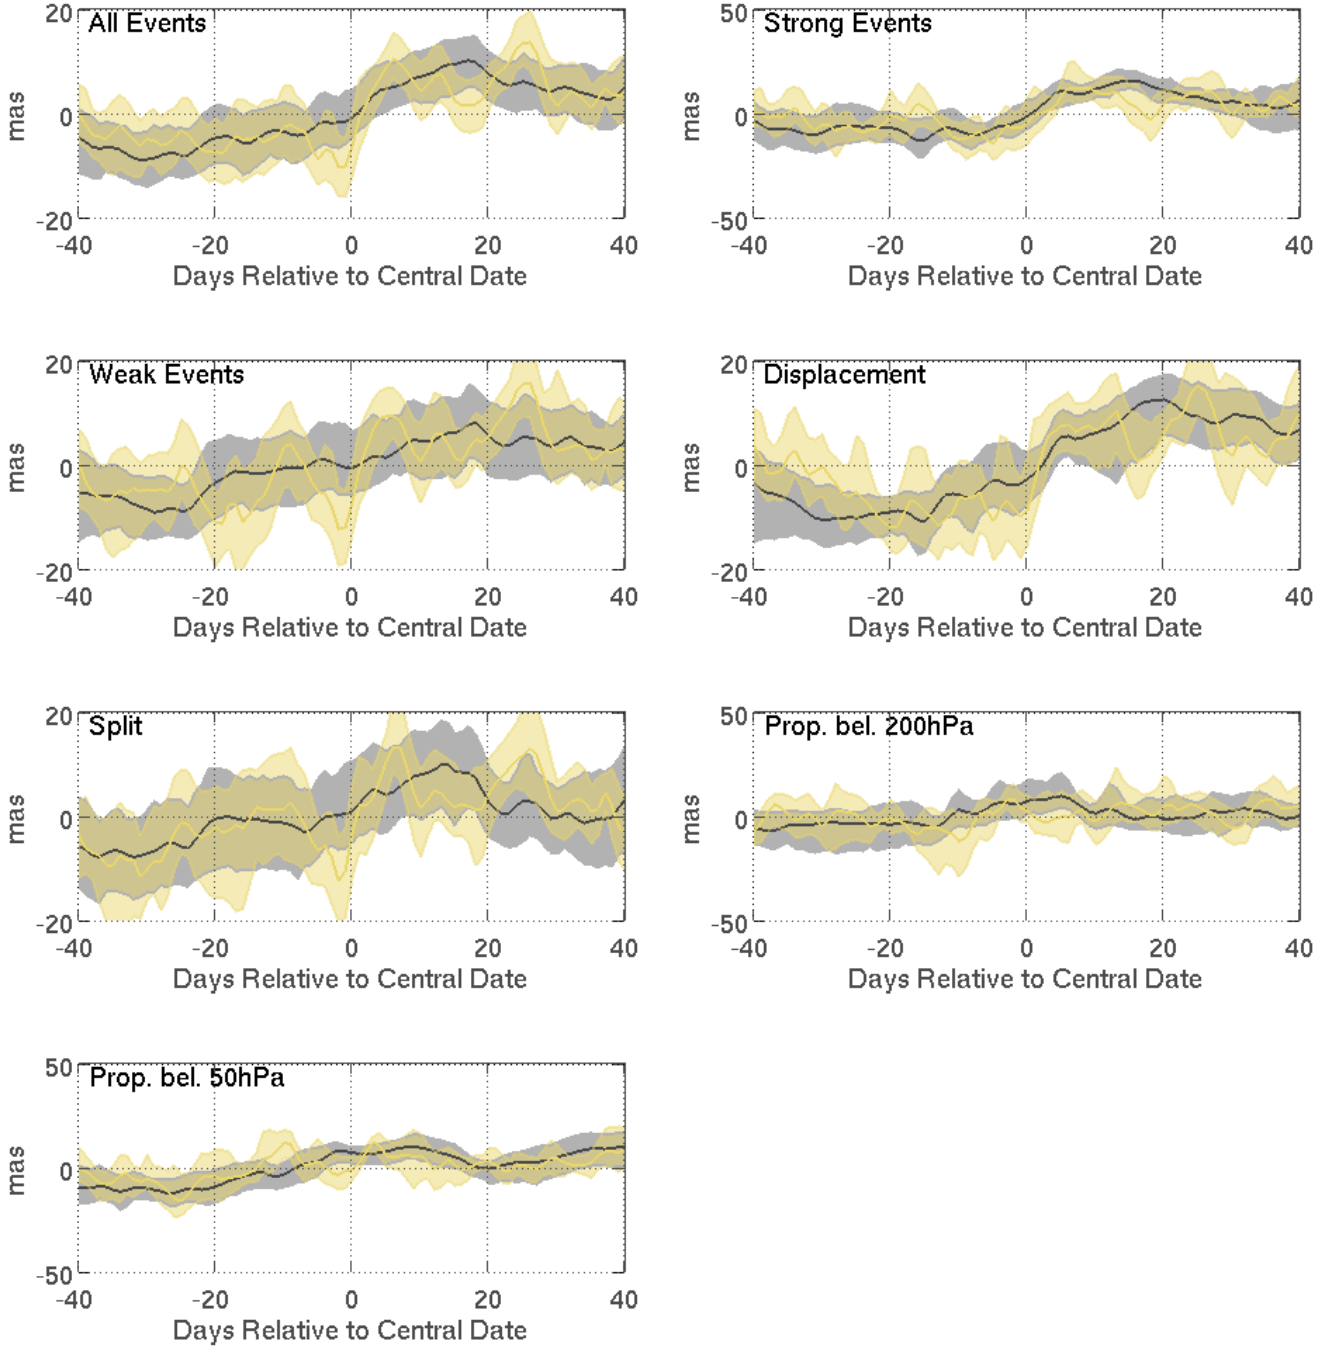 All Events
20
0
-20
mas
-40 -20 0 20 40
Days Relative to Central Date
Strong Events
50
0
-50
mas
-40 -20 0 20 40
Days Relative to Central Date
Weak Events
20
0
-20
mas
-40 -20 0 20 40
Days Relative to Central Date
Displacement
20
0
-20
mas
-40 -20 0 20 40
Days Relative to Central Date
Split
20
0
-20
mas
-40 -20 0 20 40
Days Relative to Central Date
Prop. bel. 200hPa
50
0
-50
mas
-40 -20 0 20 40
Days Relative to Central Date
Prop. bel. 50hPa
50
0
-50
mas
-40 -20 0 20 40
Days Relative to Central Date